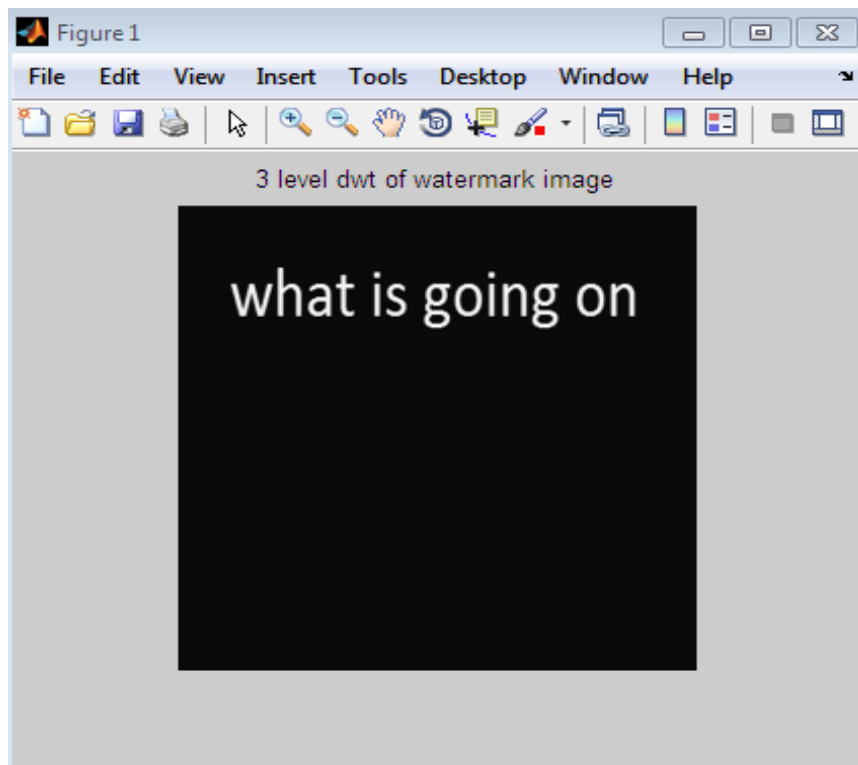 Figure 1
File Edit View Insert Tools Desktop Window Help
3 level dwt of watermark image
what is going on